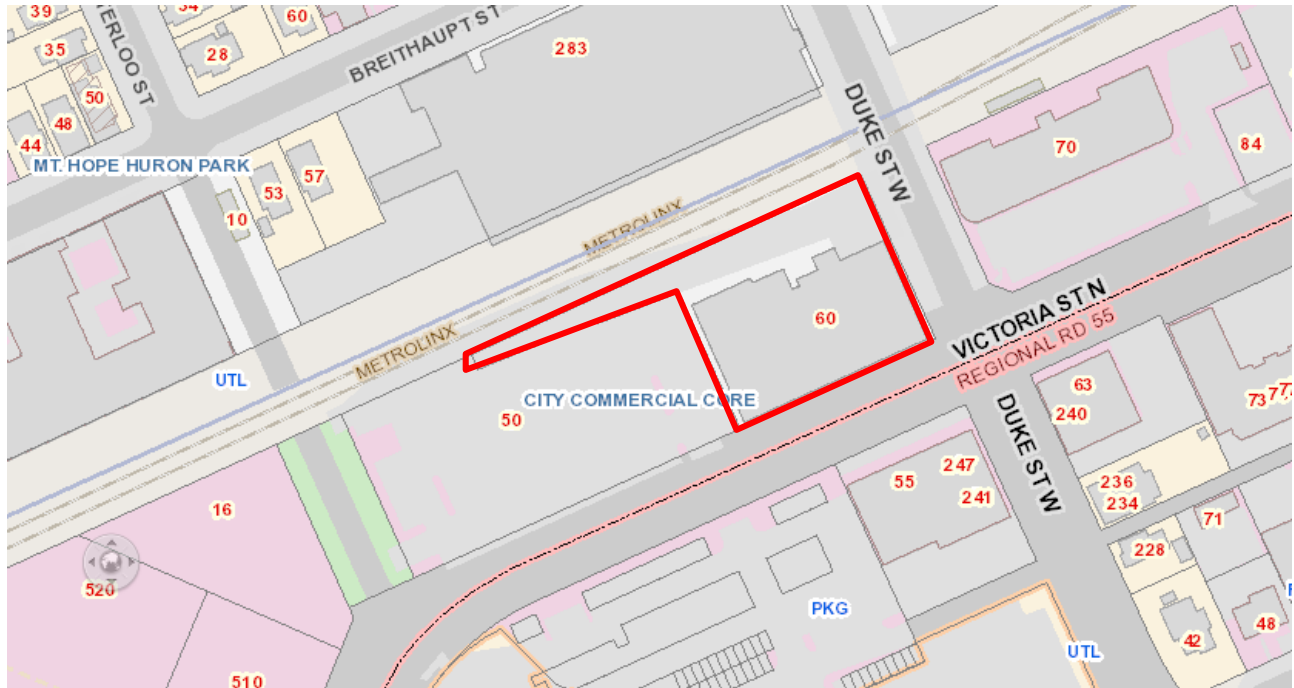 39
34
60
35
28
TERLOO ST
BREITHAUPT ST
283
50
48
44
MT. HOPE HURON PARK
53
57
10
DUKE ST W
70
84
METROLINX
METROLINX
60
VICTORIA ST N
REGIONAL RD 55
UTL
CITY COMMERCIAL CORE
50
63
240
73
DUKE ST W
55
247
241
236
234
16
71
228
520
PKG
48
42
UTL
510